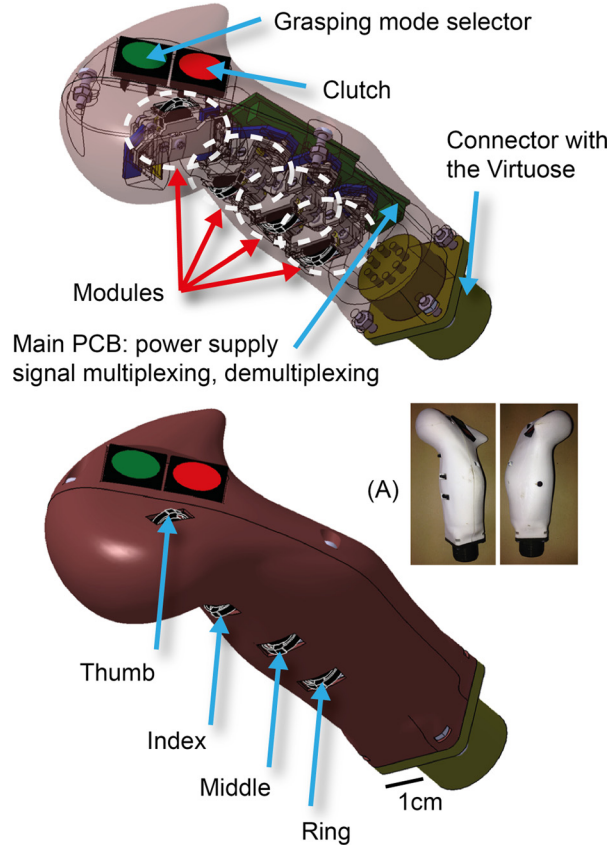 Grasping mode selector
Clutch
Connector with
the Virtuose
Modules
Main PCB: power supply
signal multiplexing, demultiplexing
(A)
Thumb
Index
Middle
Ring
1cm